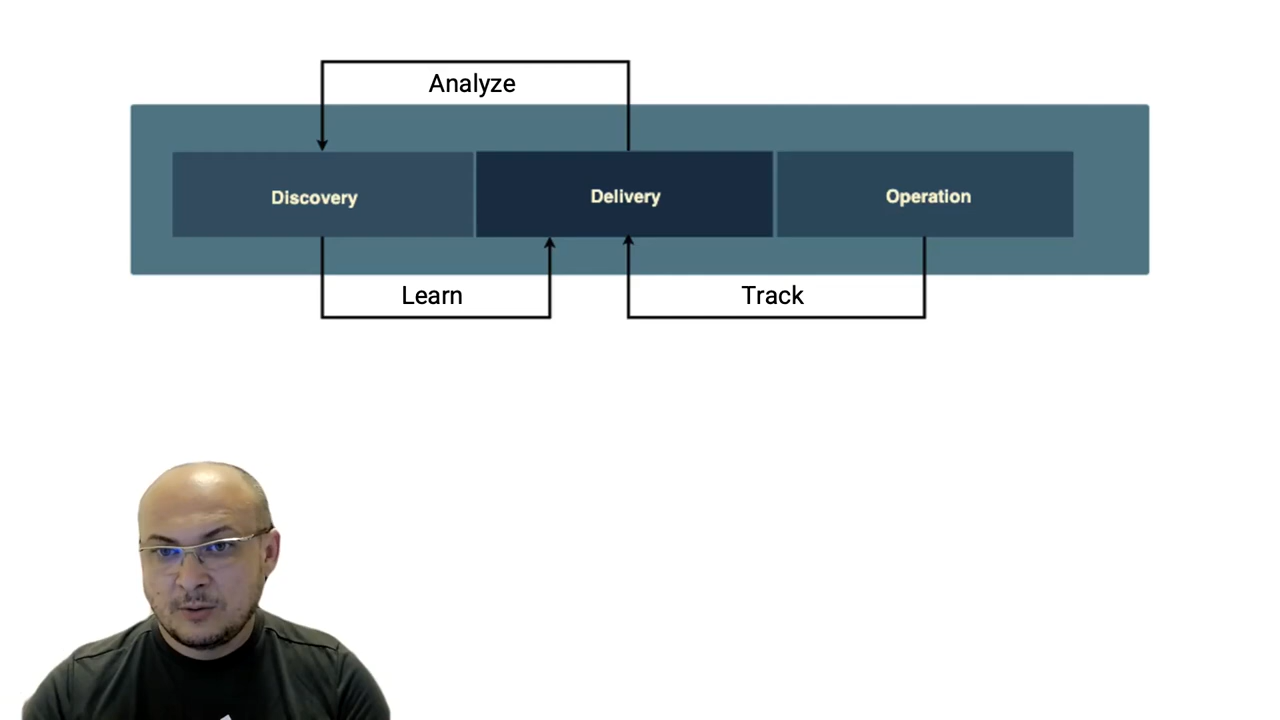 Analyze
Discovery
Delivery
Operation
Learn
Track